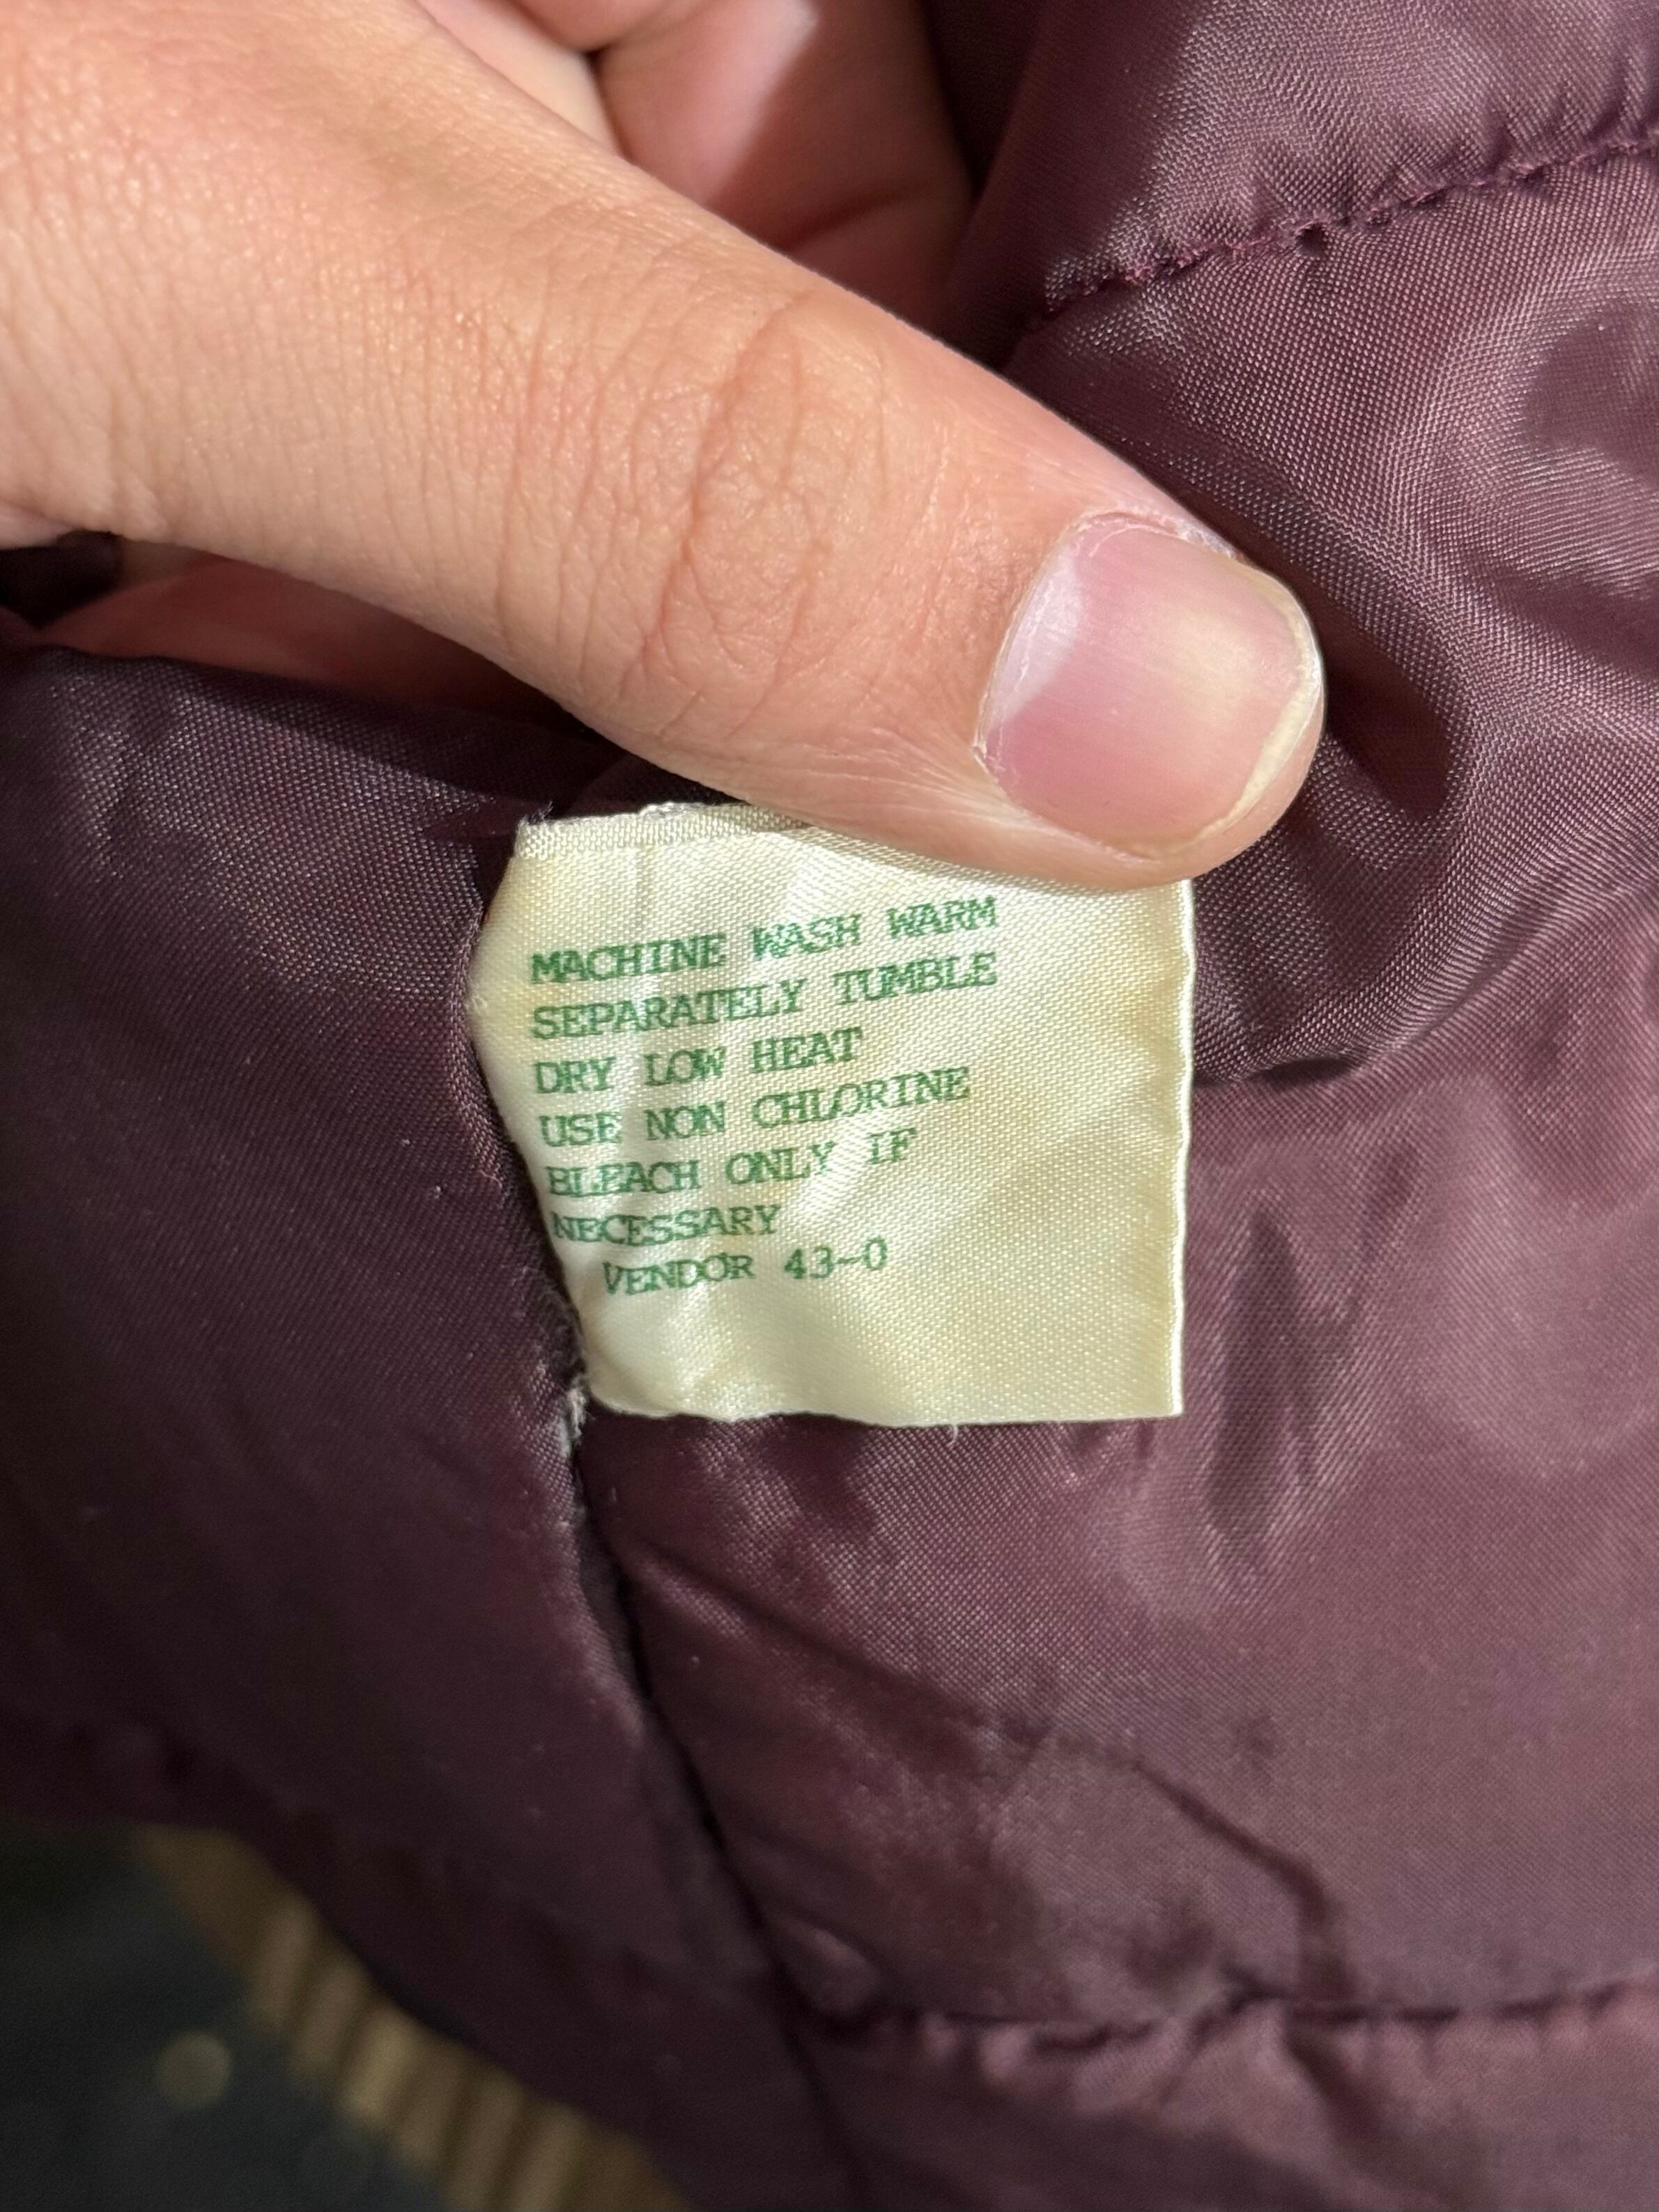 MACHINE WASH WARM
SEPARATELY TUMBLE
DRY LOW HEAT
USE NON CHLORINE
BLEACH ONLY IF
NECESSARY
VENDOR 43-0